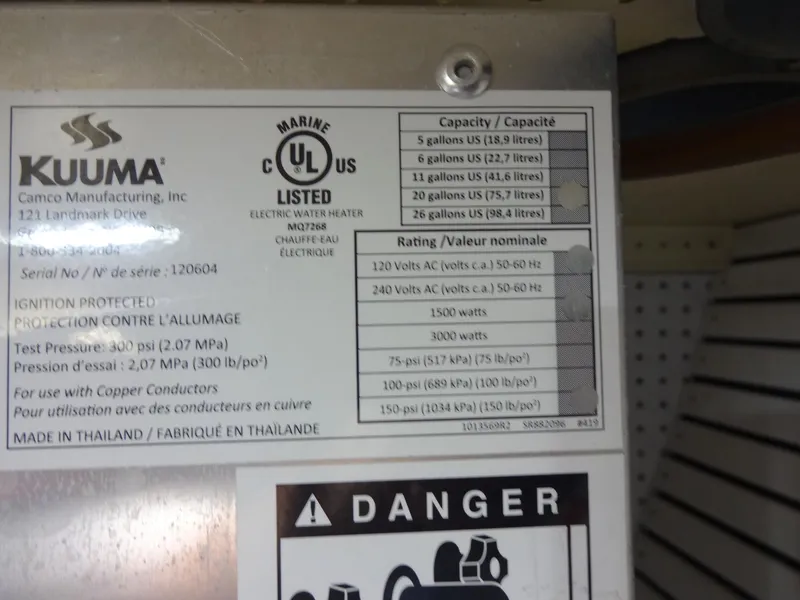 KUUMA
Camco Manufacturing, Inc
121 Landmark Drive
Serial No / N° de série : 120604
IGNITION PROTECTED
PROTECTION CONTRE L'ALLUMAGE
Test Pressure: 300 psi (2.07 MPa)
Pression d'essai : 2,07 MPa (300 lb/po²)
For use with Copper Conductors
Pour utilisation avec des conducteurs en cuivre
MADE IN THAILAND / FABRIQUÉ EN THAÏLANDE
MARINE
C UL ® US
LISTED
ELECTRIC WATER HEATER
MQ7268
CHAUFFE-EAU
ÉLECTRIQUE
Capacity / Capacité
5 gallons US (18,9 litres)
6 gallons US (22,7 litres)
11 gallons US (41,6 litres)
20 gallons US (75,7 litres)
26 gallons US (98,4 litres)
Rating /Valeur nominale
120 Volts AC (volts c.a.) 50-60 Hz
240 Volts AC (volts c.a.) 50-60 Hz
1500 watts
3000 watts
75-psi (517 kPa) (75 lb/po²)
100-psi (689 kPa) (100 lb/po²)
150-psi (1034 kPa) (150 lb/po²)
101356982 SR882096 #419
DANGER